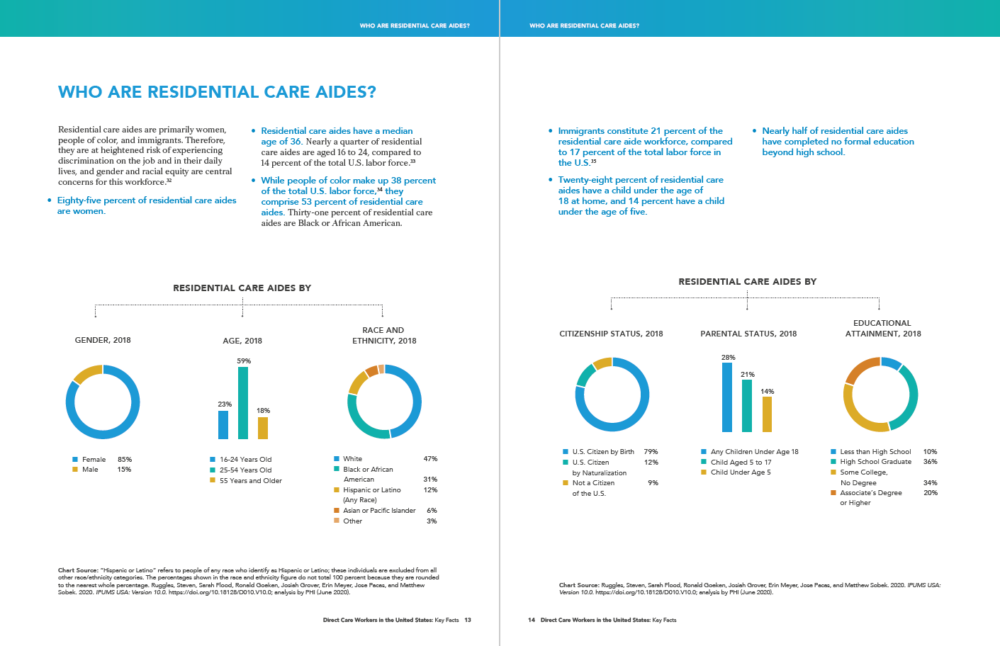 WHO ARE RESIDENTIAL CARE AIDES?
WHO ARE RESIDENTIAL CARE AIDES?
Residential care aides are primarily women,
people of color, and immigrants. Therefore,
they are at heightened risk of experiencing
discrimination on the job and in their daily
lives, and gender and racial equity are central
concerns for this workforce.32
• Eighty-five percent of residential care aides
are women.
• Residential care aides have a median
age of 36. Nearly a quarter of residential
care aides are aged 16 to 24, compared to
14 percent of the total U.S. labor force.33
• While people of color make up 38 percent
of the total U.S. labor force,34 they
comprise 53 percent of residential care
aides. Thirty-one percent of residential care
aides are Black or African American.
RESIDENTIAL CARE AIDES BY
GENDER, 2018
Female 85%
Male 15%
AGE, 2018
59%
23%
18%
16-24 Years Old
25-54 Years Old
55 Years and Older
RACE AND
ETHNICITY, 2018
White 47%
Black or African
American 31%
Hispanic or Latino 12%
(Any Race)
Asian or Pacific Islander 6%
Other 3%
Chart Source: “Hispanic or Latino” refers to people of any race who identify as Hispanic or Latino; these individuals are excluded from all
other race/ethnicity categories. The percentages shown in the race and ethnicity figure do not total 100 percent because they are rounded
to the nearest whole percentage. Ruggles, Steven, Sarah Flood, Ronald Goeken, Josiah Grover, Erin Meyer, Jose Pacas, and Matthew
Sobek. 2020. IPUMS USA: Version 10.0. https://doi.org/10.18128/D010.V10.0; analysis by PHI (June 2020).
Direct Care Workers in the United States: Key Facts 13
WHO ARE RESIDENTIAL CARE AIDES?
• Immigrants constitute 21 percent of the
residential care aide workforce, compared
to 17 percent of the total labor force in
the U.S.35
• Twenty-eight percent of residential care
aides have a child under the age of
18 at home, and 14 percent have a child
under the age of five.
• Nearly half of residential care aides
have completed no formal education
beyond high school.
RESIDENTIAL CARE AIDES BY
CITIZENSHIP STATUS, 2018
U.S. Citizen by Birth 79%
U.S. Citizen 12%
by Naturalization
Not a Citizen 9%
of the U.S.
PARENTAL STATUS, 2018
28%
21%
14%
Any Children Under Age 18
Child Aged 5 to 17
Child Under Age 5
EDUCATIONAL
ATTAINMENT, 2018
Less than High School 10%
High School Graduate 36%
Some College,
No Degree 34%
Associate’s Degree 20%
or Higher
Chart Source: Ruggles, Steven, Sarah Flood, Ronald Goeken, Josiah Grover, Erin Meyer, Jose Pacas, and Matthew Sobek. 2020. IPUMS USA:
Version 10.0. https://doi.org/10.18128/D010.V10.0; analysis by PHI (June 2020).
14 Direct Care Workers in the United States: Key Facts